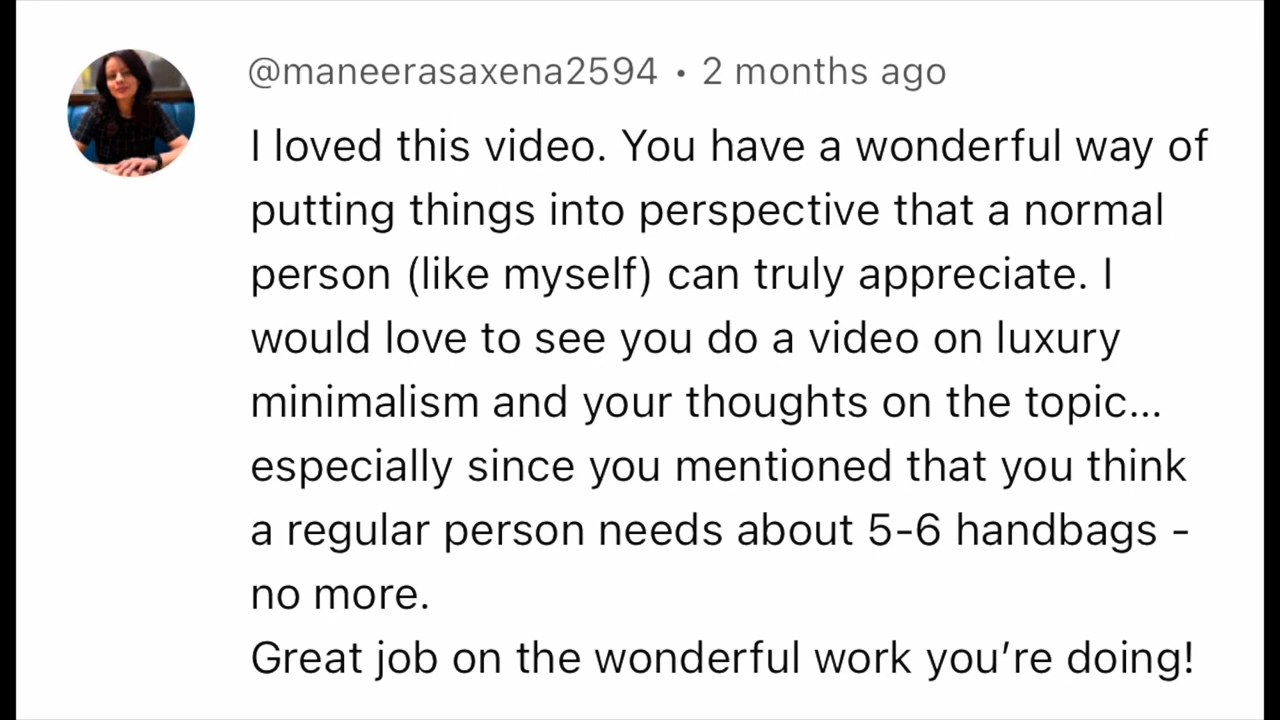 @maneerasaxena2594 • 2 months ago
I loved this video. You have a wonderful way of
putting things into perspective that a normal
person (like myself) can truly appreciate. I
would love to see you do a video on luxury
minimalism and your thoughts on the topic...
especially since you mentioned that you think
a regular person needs about 5-6 handbags -
no more.
Great job on the wonderful work you’re doing!